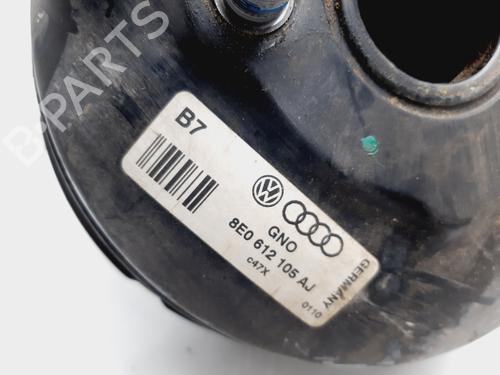 B-PARTS
B7
GNO
8E0 612 105 AJ
c47X
GERMANY
0110